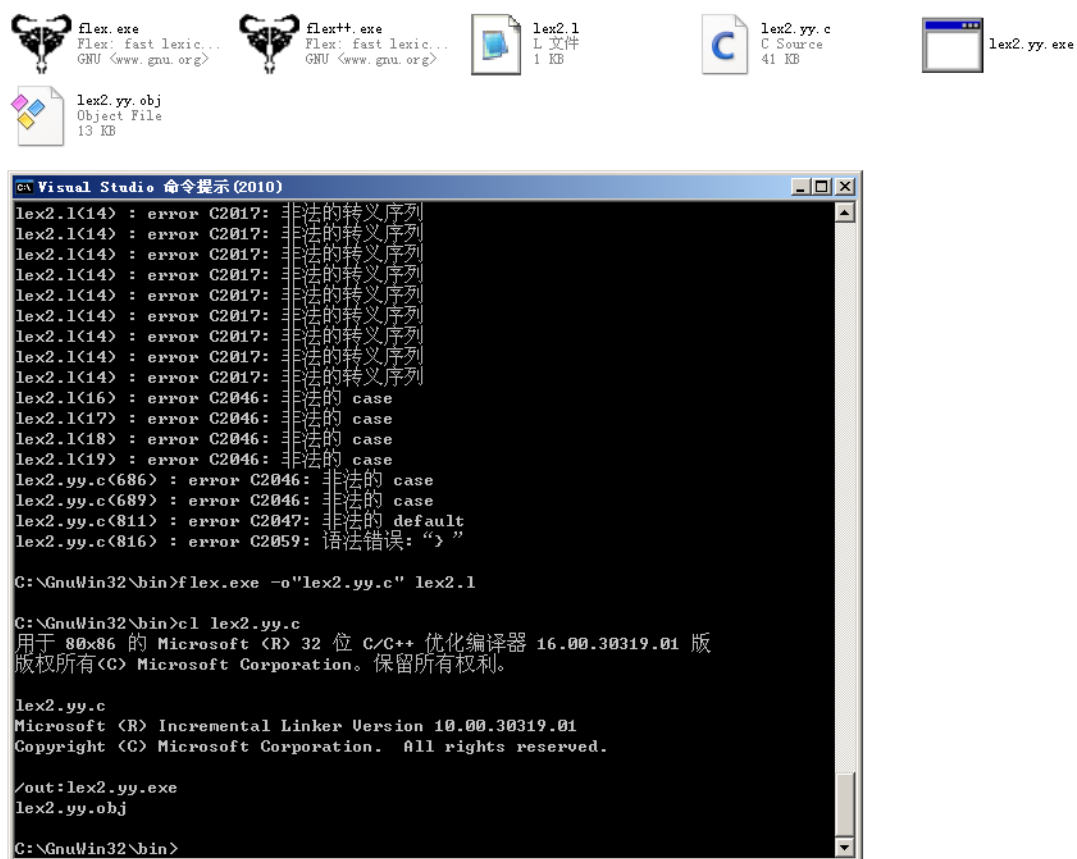 flex.exe
Flex: fast lexic...
GNU <www.gnu.org>
flex++.exe
Flex: fast lexic...
GNU <www.gnu.org>
lex2.l
L 文件
1 KB
lex2.yy.c
C Source
41 KB
lex2.yy.exe
lex2.yy.obj
Object File
13 KB
Visual Studio 命令提示(2010)
lex2.l(14) : error C2017: 非法的转义序列
lex2.l(14) : error C2017: 非法的转义序列
lex2.l(14) : error C2017: 非法的转义序列
lex2.l(14) : error C2017: 非法的转义序列
lex2.l(14) : error C2017: 非法的转义序列
lex2.l(14) : error C2017: 非法的转义序列
lex2.l(14) : error C2017: 非法的转义序列
lex2.l(14) : error C2017: 非法的转义序列
lex2.l(14) : error C2017: 非法的转义序列
lex2.l(16) : error C2046: 非法的 case
lex2.l(17) : error C2046: 非法的 case
lex2.l(18) : error C2046: 非法的 case
lex2.l(19) : error C2046: 非法的 case
lex2.yy.c(686) : error C2046: 非法的 case
lex2.yy.c(689) : error C2046: 非法的 case
lex2.yy.c(811) : error C2047: 非法的 default
lex2.yy.c(816) : error C2059: 语法错误:“}”
C:\GnuWin32\bin>flex.exe -o"lex2.yy.c" lex2.l
C:\GnuWin32\bin>cl lex2.yy.c
用于 80x86 的 Microsoft (R) 32 位 C/C++ 优化编译器 16.00.30319.01 版
版权所有(C) Microsoft Corporation。保留所有权利。
lex2.yy.c
Microsoft (R) Incremental Linker Version 10.00.30319.01
Copyright (C) Microsoft Corporation.  All rights reserved.
/out:lex2.yy.exe
lex2.yy.obj
C:\GnuWin32\bin>